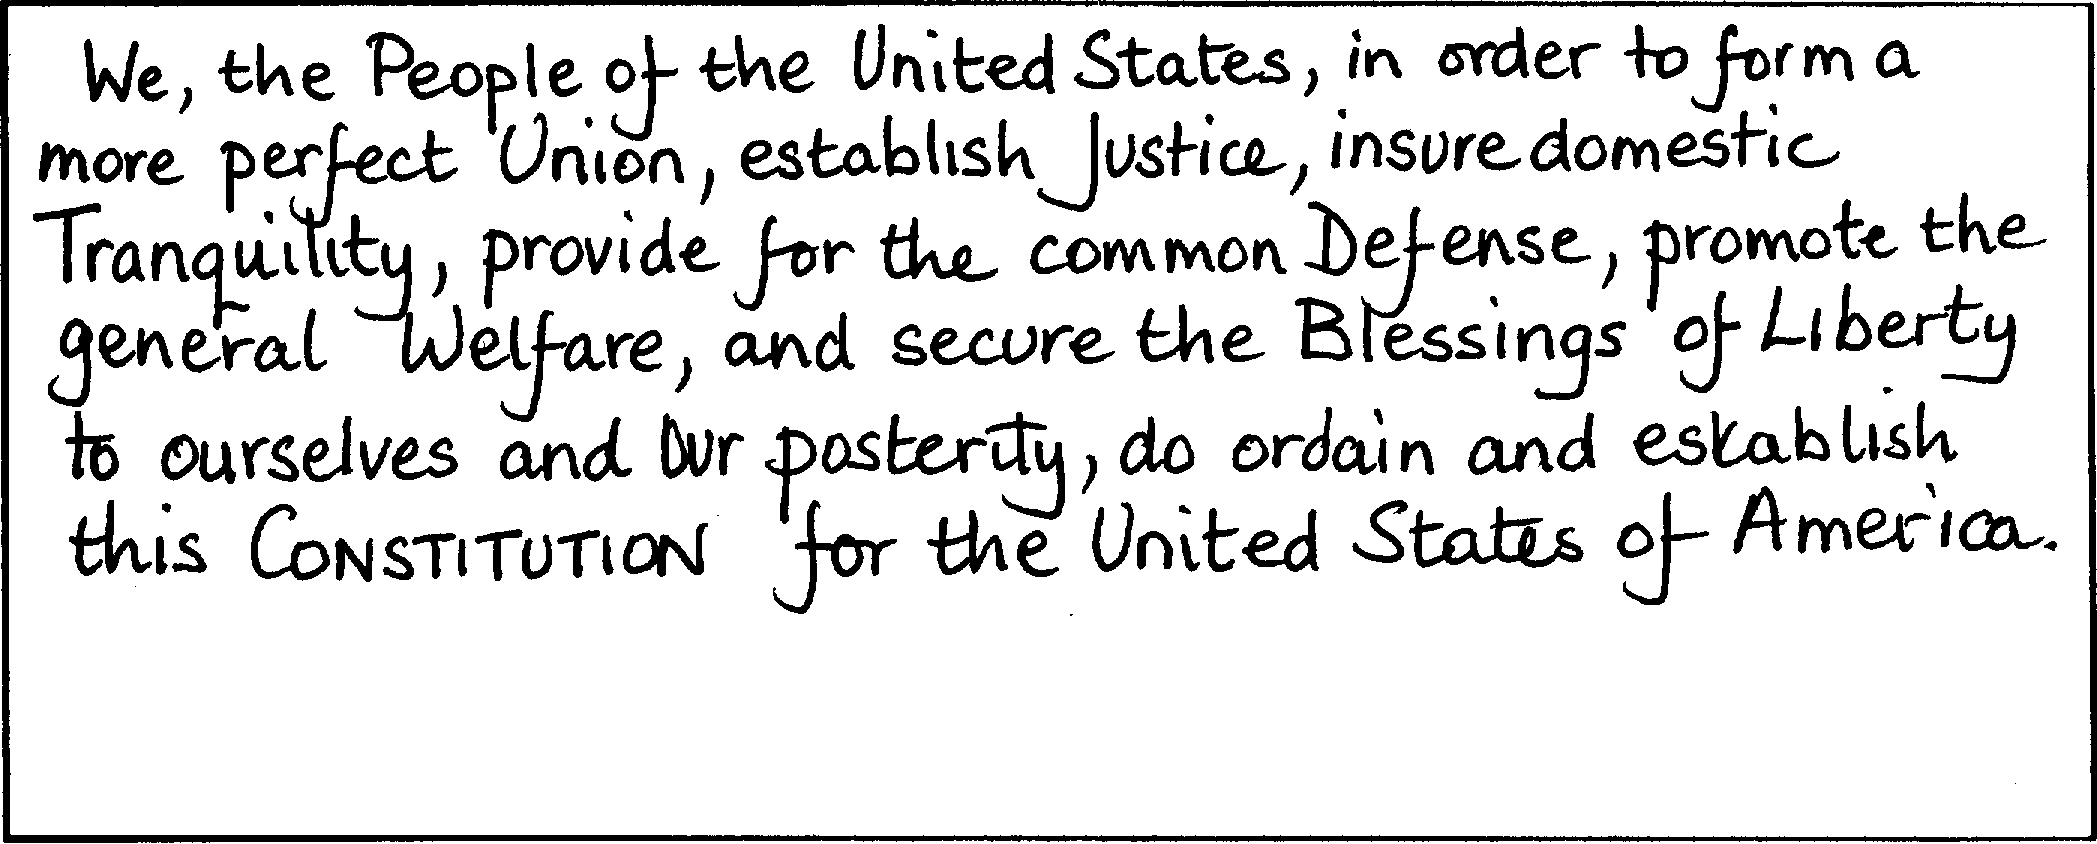 We, the People of the United States, in order to form a
more perfect Union, establish Justice, insure domestic
Tranquility, provide for the common Defense, promote the
general Welfare, and secure the Blessings of Liberty
to ourselves and our posterity, do ordain and establish
this CONSTITUTION for the United States of America.